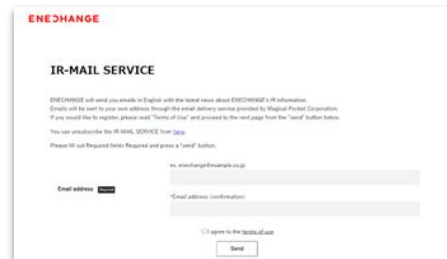 ENECHANGE
IR-MAIL SERVICE
ENECHANGE will send you emails in English with the latest news about ENECHANGE's IR information.
Emails will be sent to your own address through the email delivery service provided by Magical Pocket Corporation.
If you would like to register, please read "Terms of Use" and proceed to the next page from the "send" button below.
You can unsubscribe the IR-MAIL SERVICE from here.
Please fill out Required fields Required and press a "send" button.
ex. enechange@example.co.jp
Email address Required
*Email address (confirmation)
I agree to the terms of use
Send